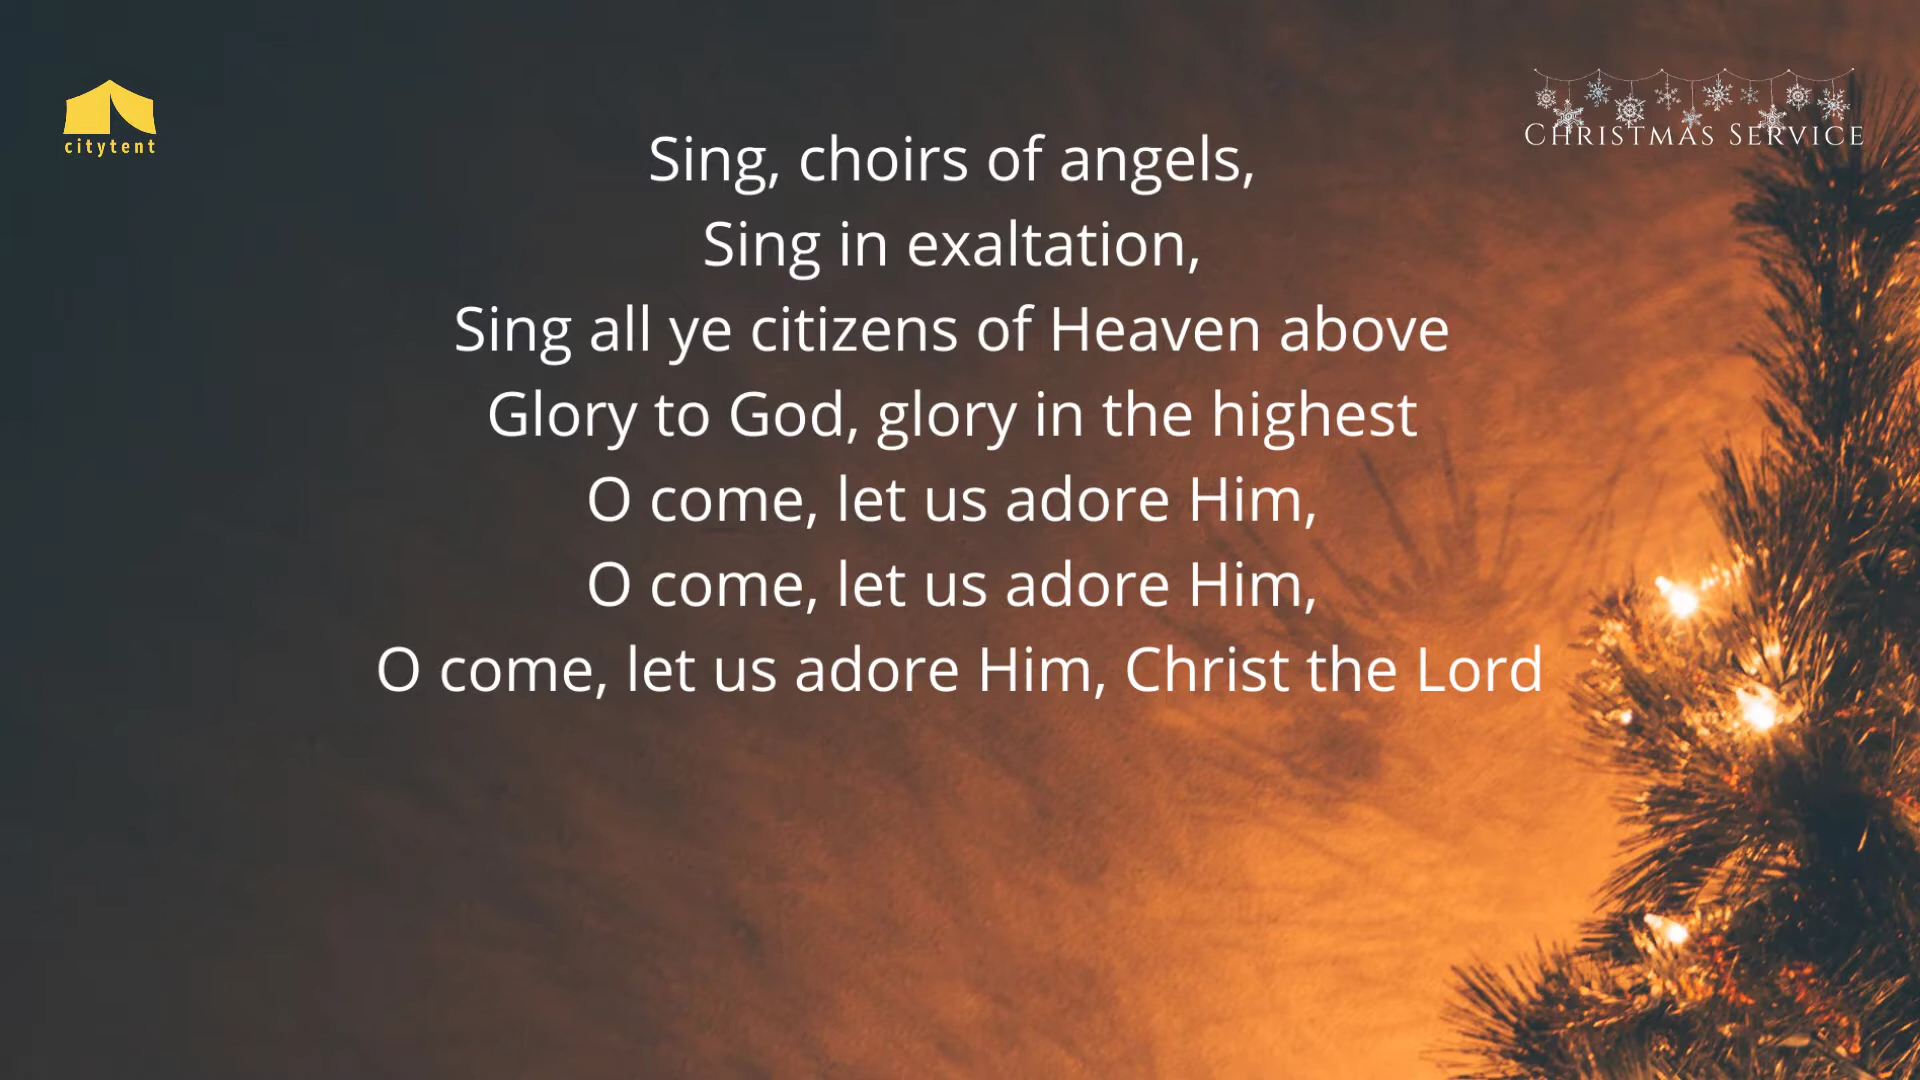 citytent
Christmas Service
Sing, choirs of angels,
Sing in exaltation,
Sing all ye citizens of Heaven above
Glory to God, glory in the highest
O come, let us adore Him,
O come, let us adore Him,
O come, let us adore Him, Christ the Lord